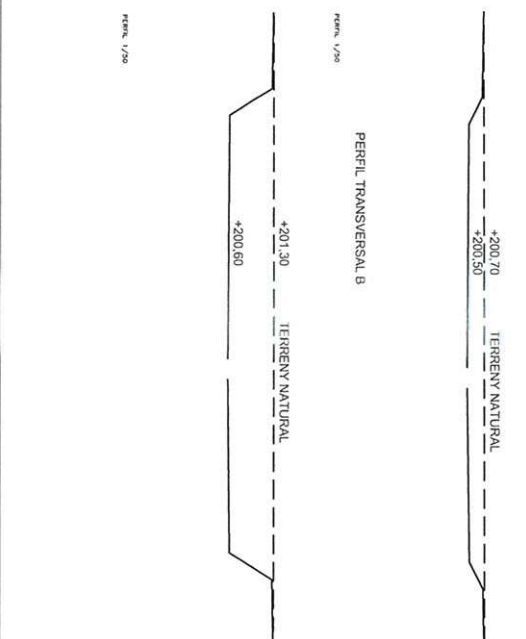 +200,70
TERRENY NATURAL
+200,50
PERFIL 1/50
PERFIL TRANSVERSAL B
+201,30
TERRENY NATURAL
+200,60
PERFIL 1/50